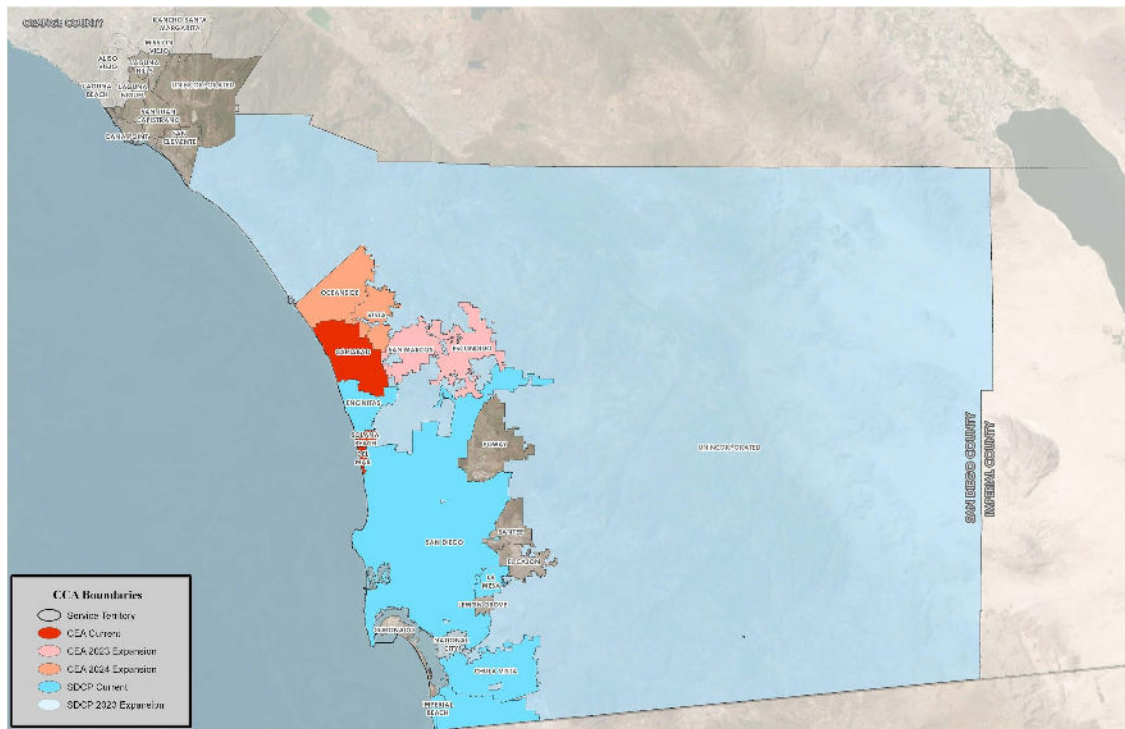 ORANGE COUNTY
RANCHO SANTA
MARGARITA
MISSION
VIEJO
ALISO
VIEJO
LAGUNA
HILLS
LAGUNA
BEACH
LAGUNA
NIGUEL
UNINCORPORATED
SAN JUAN
CAPISTRANO
DANA POINT
SAN
CLEMENTE
OCEANSIDE
VISTA
CARLSBAD
SAN MARCOS
ESCONDIDO
ENCINITAS
SOLANA
BEACH
DEL
MAR
POWAY
UNINCORPORATED
SAN DIEGO COUNTY
IMPERIAL COUNTY
SAN DIEGO
SANTEE
EL CAJON
LA
MESA
LEMON GROVE
CORONADO
NATIONAL
CITY
CHULA VISTA
IMPERIAL
BEACH
CCA Boundaries
Service Territory
CEA Current
CEA 2023 Expansion
CEA 2024 Expansion
SDCP Current
SDCP 2023 Expansion